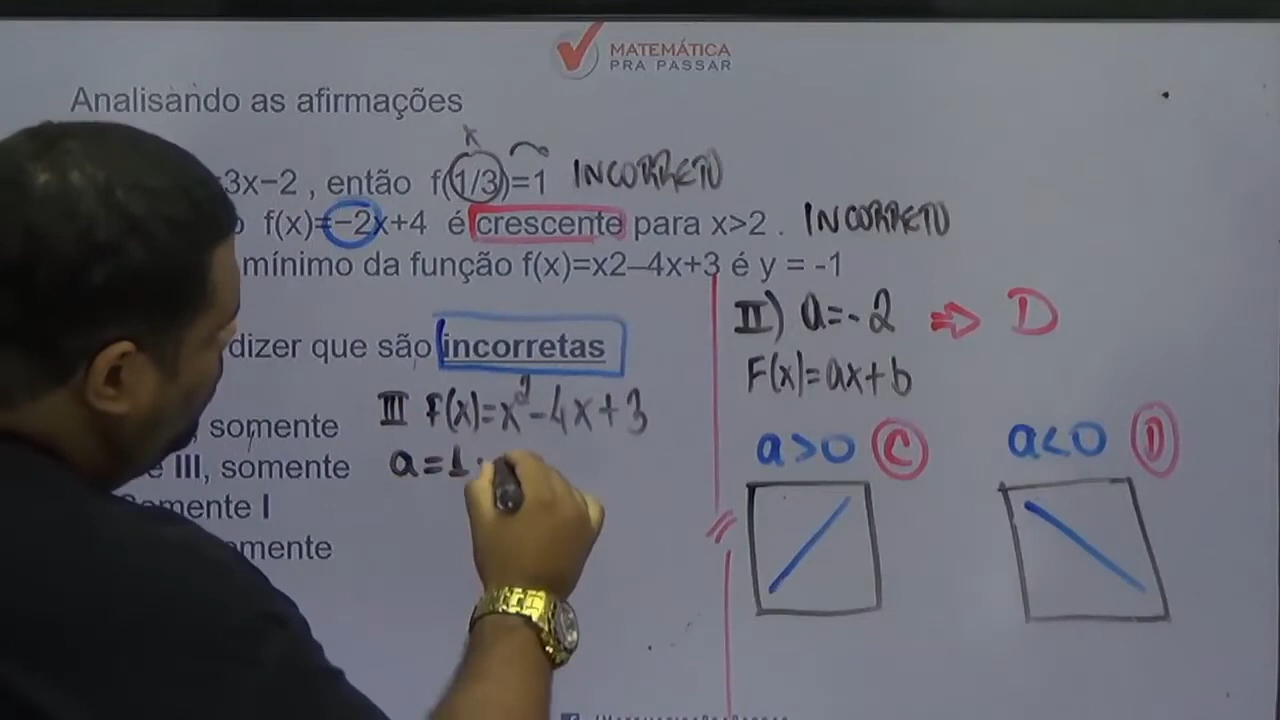 MATEMÁTICA
PRA PASSAR
Analisando as afirmações
x
3x−2 , então f(1/3)=1 INCORRETO
f(x)=−2x+4 é crescente para x>2 . INCORRETO
mínimo da função f(x)=x2–4x+3 é y = -1
dizer que são incorretas
, somente
e III, somente
somente I
omente
III F(x)=x²-4x+3
a=1
II) a=-2 ⇒ D
F(x)=ax+b
a>0 C
a<0 D